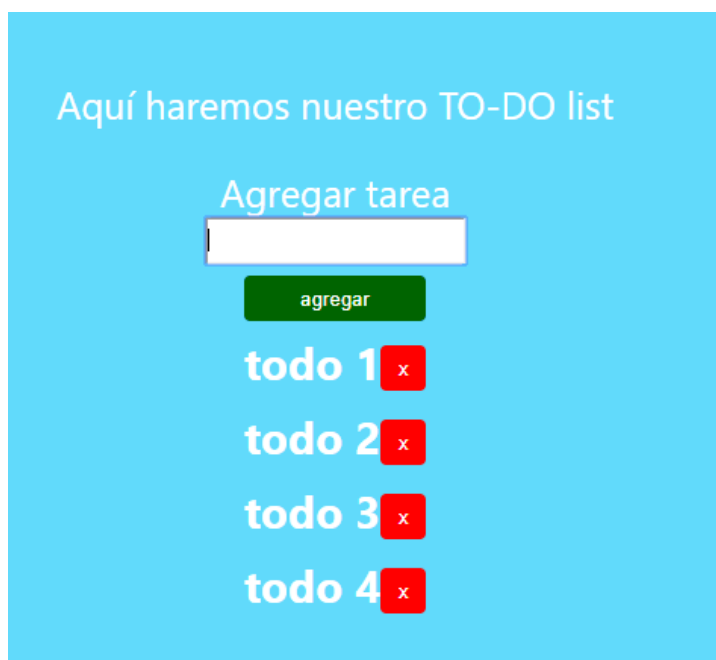 Aquí haremos nuestro TO-DO list
Agregar tarea
agregar
todo 1 x
todo 2 x
todo 3 x
todo 4 x